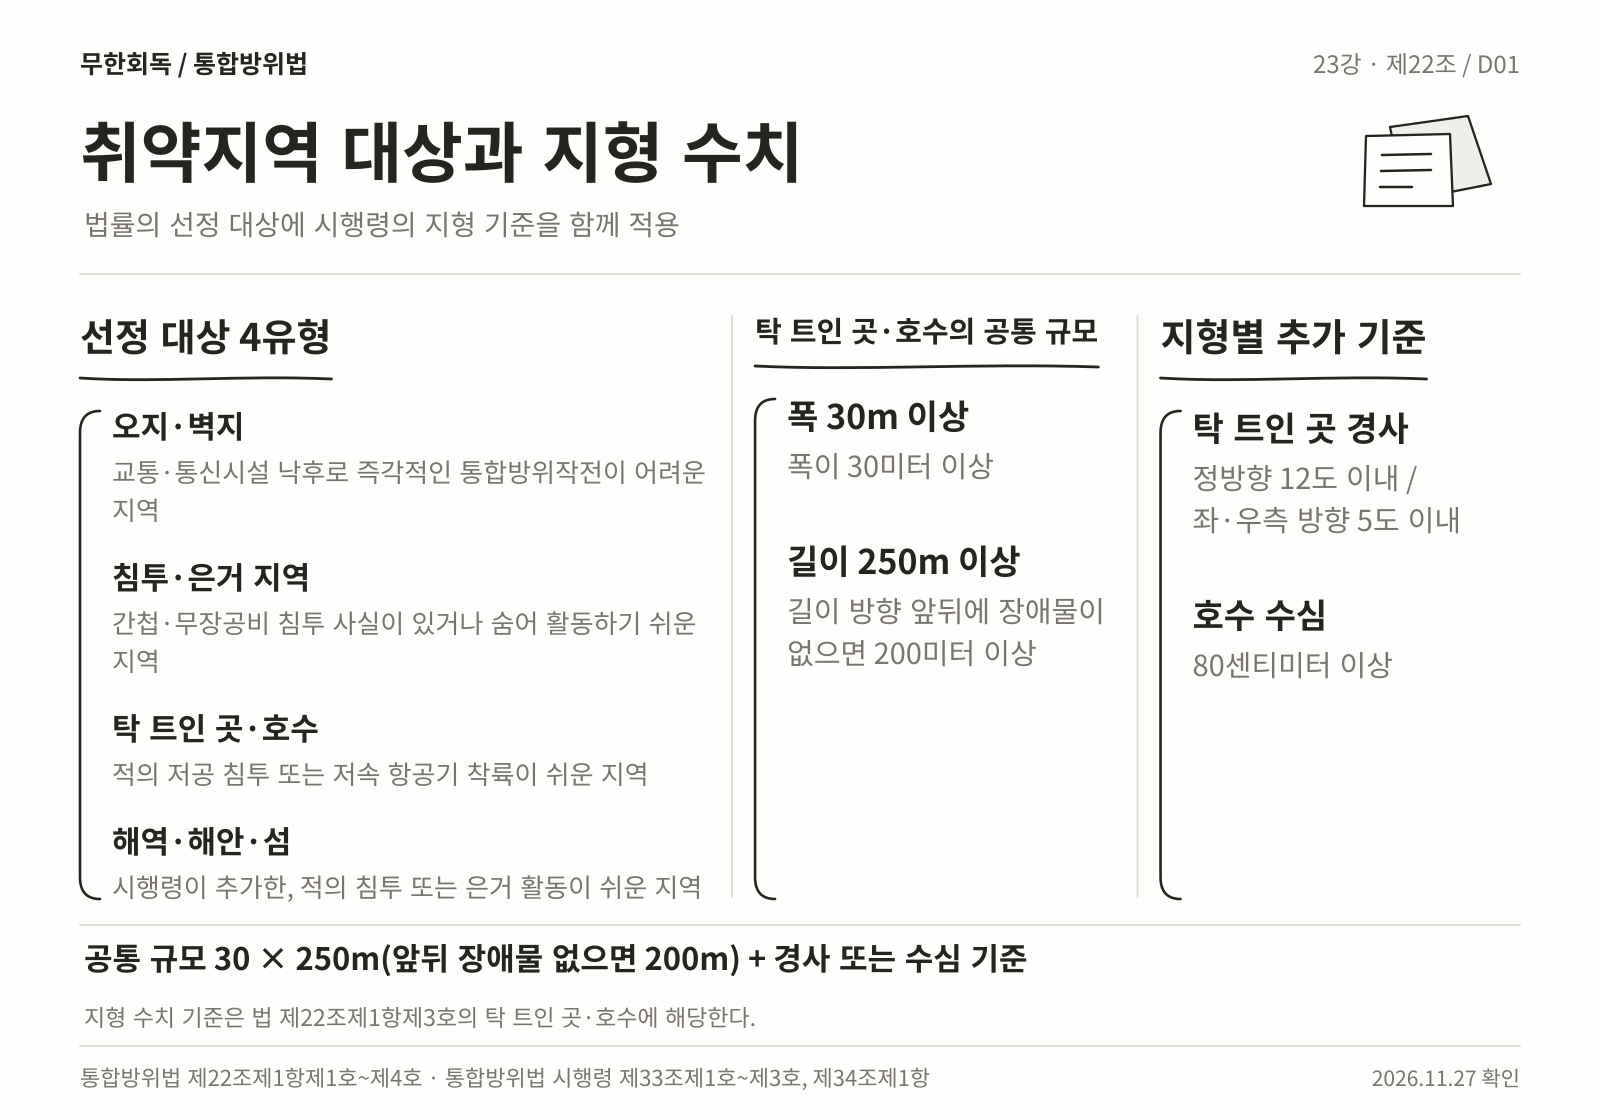 무한회독 / 통합방위법
23강 · 제22조 / D01
취약지역 대상과 지형 수치
법률의 선정 대상에 시행령의 지형 기준을 함께 적용
선정 대상 4유형
오지·벽지
교통·통신시설 낙후로 즉각적인 통합방위작전이 어려운
지역
침투·은거 지역
간첩·무장공비 침투 사실이 있거나 숨어 활동하기 쉬운
지역
탁 트인 곳·호수
적의 저공 침투 또는 저속 항공기 착륙이 쉬운 지역
해역·해안·섬
시행령이 추가한, 적의 침투 또는 은거 활동이 쉬운 지역
탁 트인 곳·호수의 공통 규모
폭 30m 이상
폭이 30미터 이상
길이 250m 이상
길이 방향 앞뒤에 장애물이
없으면 200미터 이상
지형별 추가 기준
탁 트인 곳 경사
정방향 12도 이내 /
좌·우측 방향 5도 이내
호수 수심
80센티미터 이상
공통 규모 30 × 250m(앞뒤 장애물 없으면 200m) + 경사 또는 수심 기준
지형 수치 기준은 법 제22조제1항제3호의 탁 트인 곳·호수에 해당한다.
통합방위법 제22조제1항제1호~제4호 · 통합방위법 시행령 제33조제1호~제3호, 제34조제1항
2026.11.27 확인